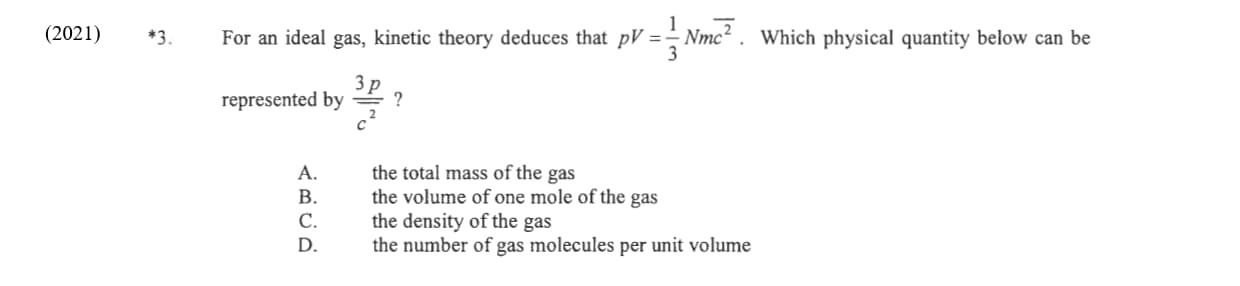 (2021) *3. For an ideal gas, kinetic theory deduces that $pV = \frac{1}{3} Nm\overline{c^2}$ . Which physical quantity below can be
represented by $\frac{3p}{\overline{c^2}}$ ?
A. the total mass of the gas
B. the volume of one mole of the gas
C. the density of the gas
D. the number of gas molecules per unit volume